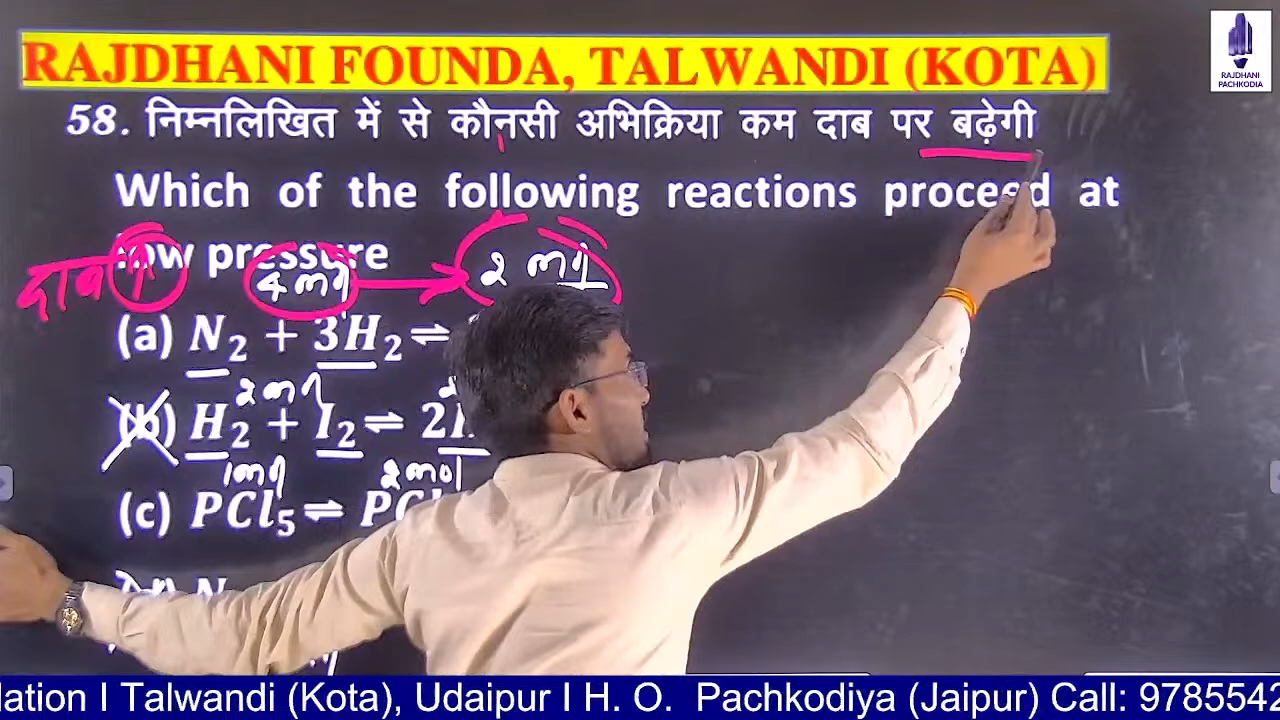 RAJDHANI FOUNDA, TALWANDI (KOTA)
RAJDHANI
PACHKODIA
58. निम्नलिखित में से कौनसी अभिक्रिया कम दाब पर बढ़ेगी
Which of the following reactions proceed at
low pressure
दाब ↑ 4 mol → 2 mol
(a) N₂ + 3H₂ ⇌
2 mol
(b) H₂ + I₂ ⇌ 2
1 mol 2 mol
(c) PCl₅ ⇌ PC
N
lation I Talwandi (Kota), Udaipur I H. O. Pachkodiya (Jaipur) Call: 9785542